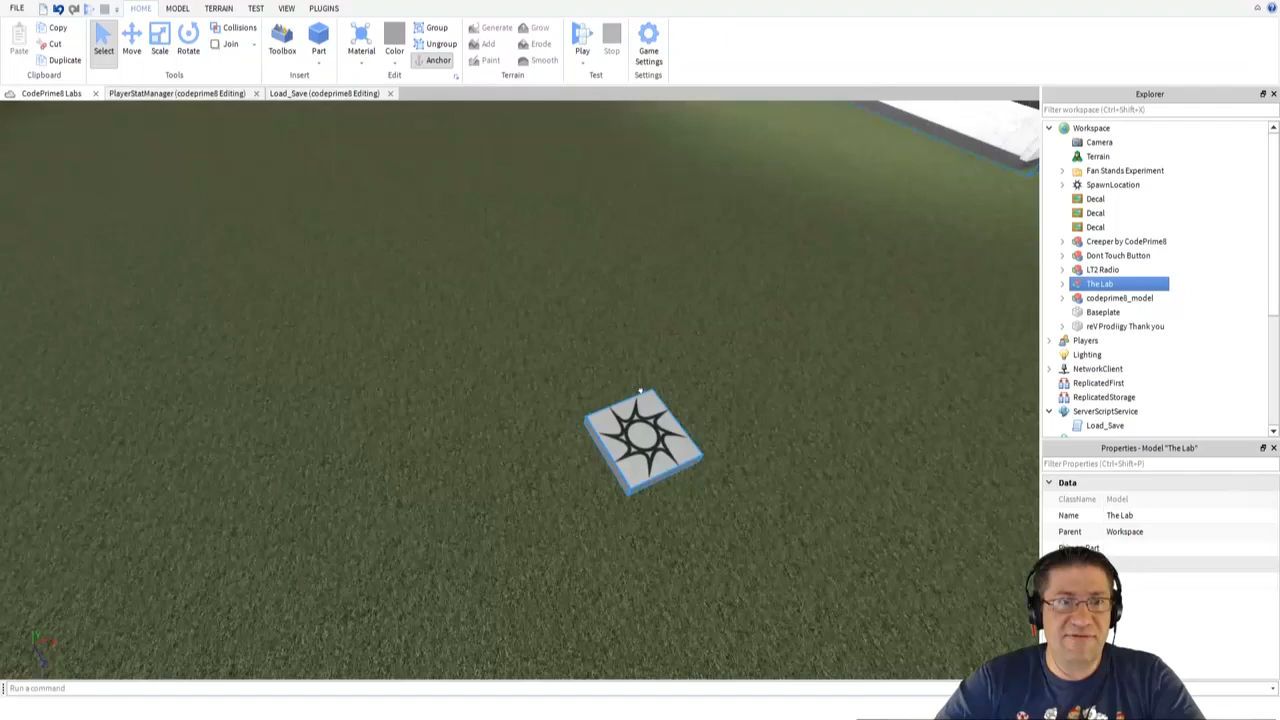 FILE HOME MODEL TERRAIN TEST VIEW PLUGINS
Paste Copy Cut Duplicate Clipboard
Select Move Scale Rotate Collisions Join Tools
Toolbox Part Insert
Material Color Group Ungroup Anchor Edit
Generate Grow Add Erode Paint Smooth Terrain
Play Stop Test
Game Settings Settings
CodePrime8 Labs PlayerStatManager (codeprime8 Editing) Load_Save (codeprime8 Editing)
Explorer
Filter workspace (Ctrl+Shift+X)
Workspace
Camera
Terrain
Fan Stands Experiment
SpawnLocation
Decal
Decal
Decal
Creeper by CodePrime8
Dont Touch Button
LT2 Radio
The Lab
codeprime8_model
Baseplate
reV Prodiigy Thank you
Players
Lighting
NetworkClient
ReplicatedFirst
ReplicatedStorage
ServerScriptService
Load_Save
Properties - Model "The Lab"
Filter Properties (Ctrl+Shift+P)
Data
ClassName Model
Name The Lab
Parent Workspace
Run a command